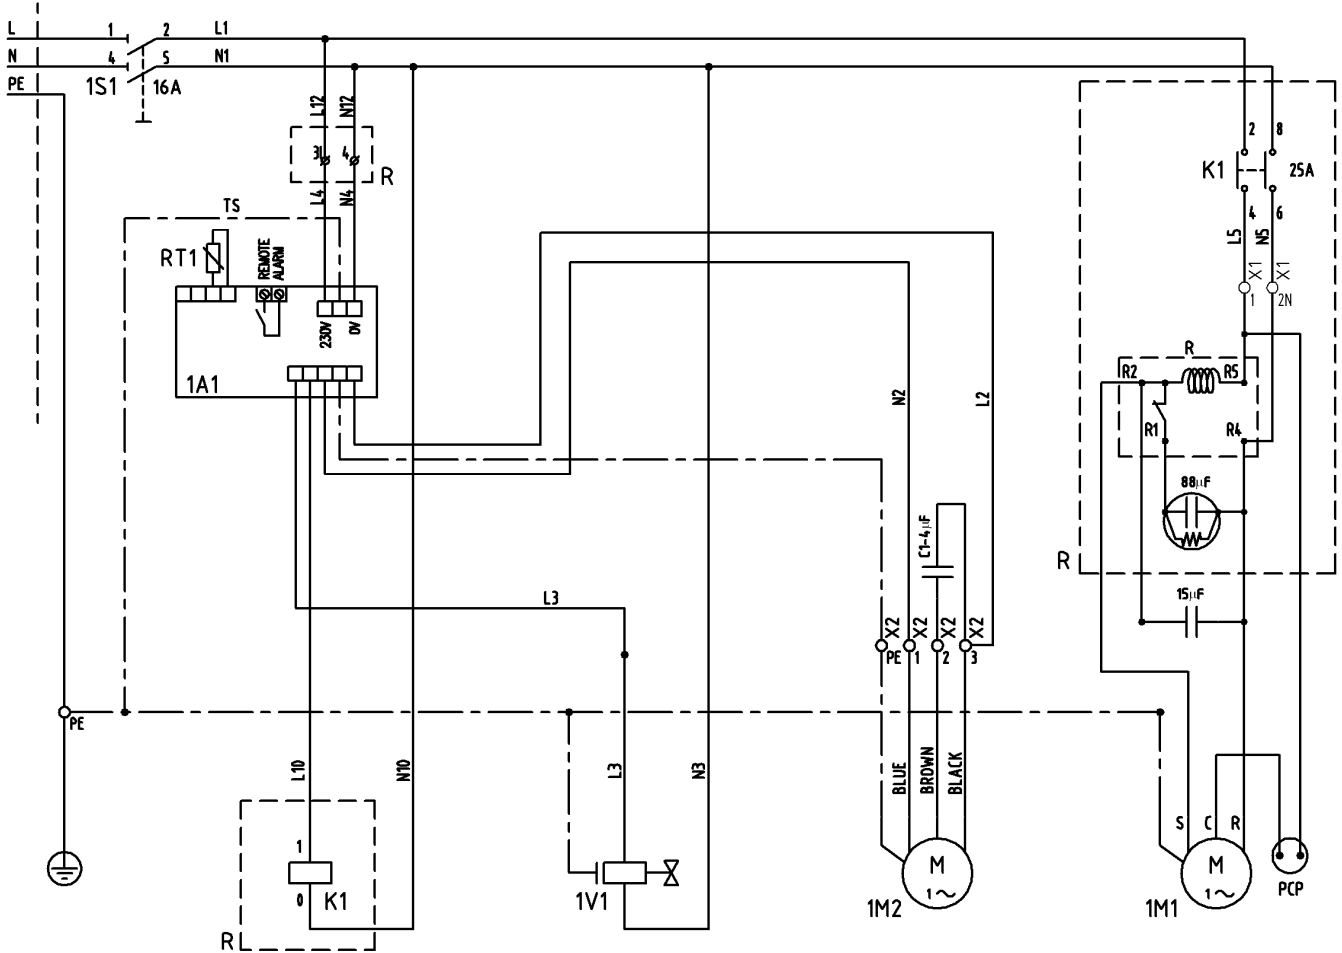 L 1 2 L1
N 4 5 N1
PE 1S1 16A
L12 N12
3L 4
R
L4 N4
TS
RT1
REMOTE
ALARM
230V 0V
1A1
2 8
K1 25A
4 6
L5 N5
X1 X1
1 2N
R
R2 R5
R1 R4
88µF
R
15µF
N2 L2
C1-4µF
L3
X2 X2 X2 X2
PE 1 2 3
PE
L10 N10 L3 N3
BLUE BROWN BLACK
S C R
1
0 K1
R
1V1
M
1~
1M2
M
1~
1M1
PCP